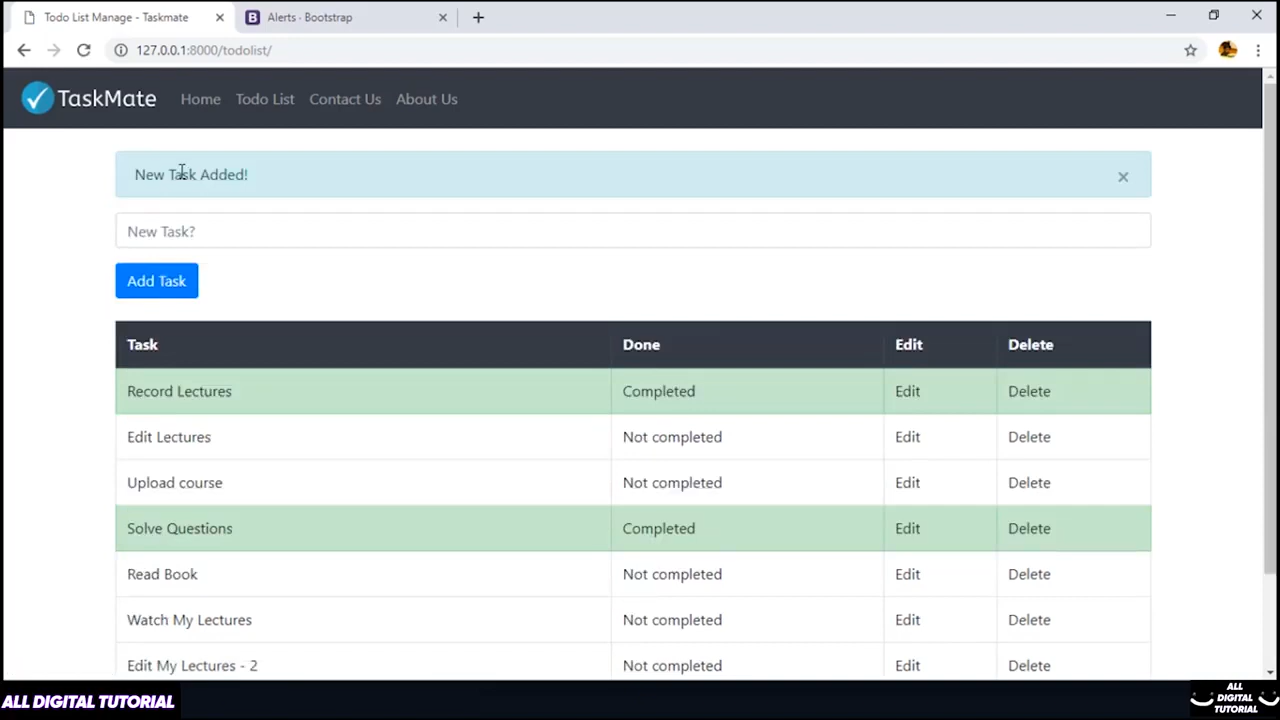 Todo List Manage - Taskmate
B Alerts · Bootstrap
127.0.0.1:8000/todolist/
TaskMate Home Todo List Contact Us About Us
New Task Added!
New Task?
Add Task
Task Done Edit Delete
Record Lectures Completed Edit Delete
Edit Lectures Not completed Edit Delete
Upload course Not completed Edit Delete
Solve Questions Completed Edit Delete
Read Book Not completed Edit Delete
Watch My Lectures Not completed Edit Delete
Edit My Lectures - 2 Not completed Edit Delete
ALL DIGITAL TUTORIAL
ALL
DIGITAL
TUTORIAL